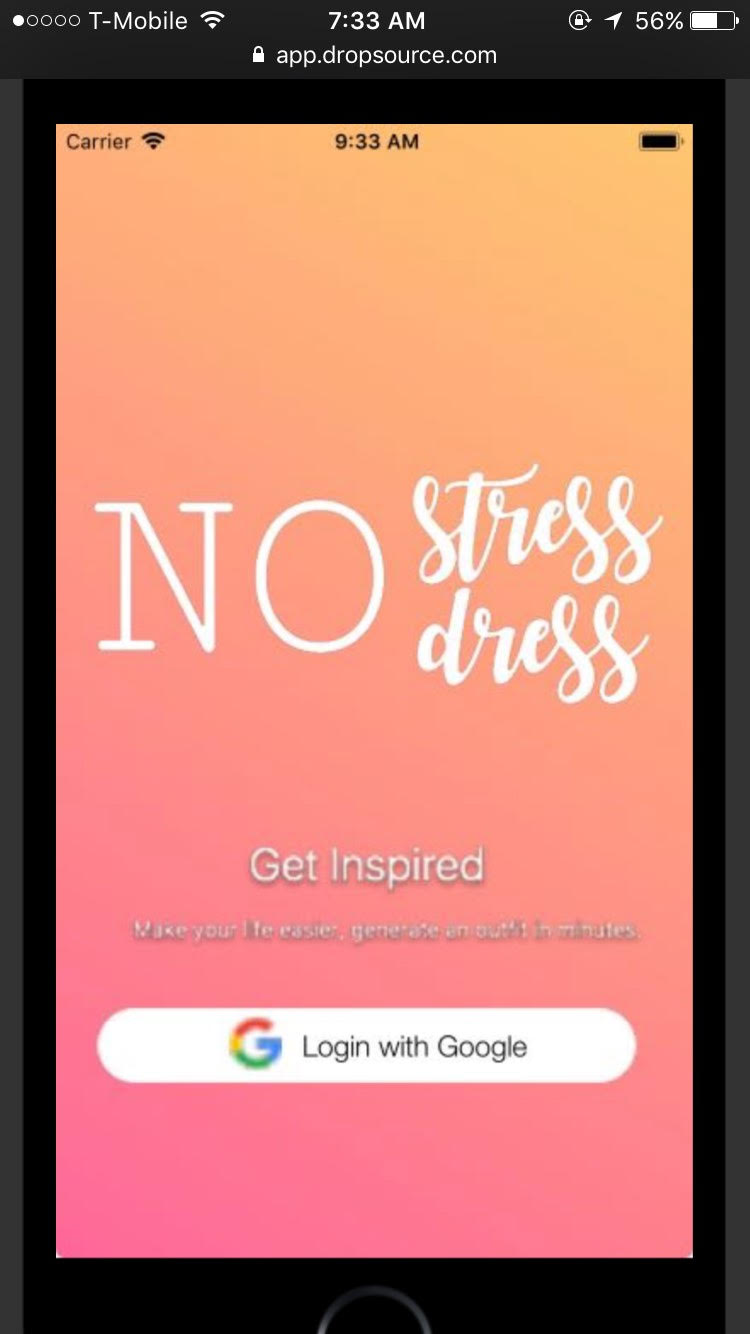 T-Mobile 7:33 AM 56%
app.dropsource.com
Carrier 9:33 AM
NO stress
dress
Get Inspired
Make your life easier, generate an outfit in minutes.
Login with Google